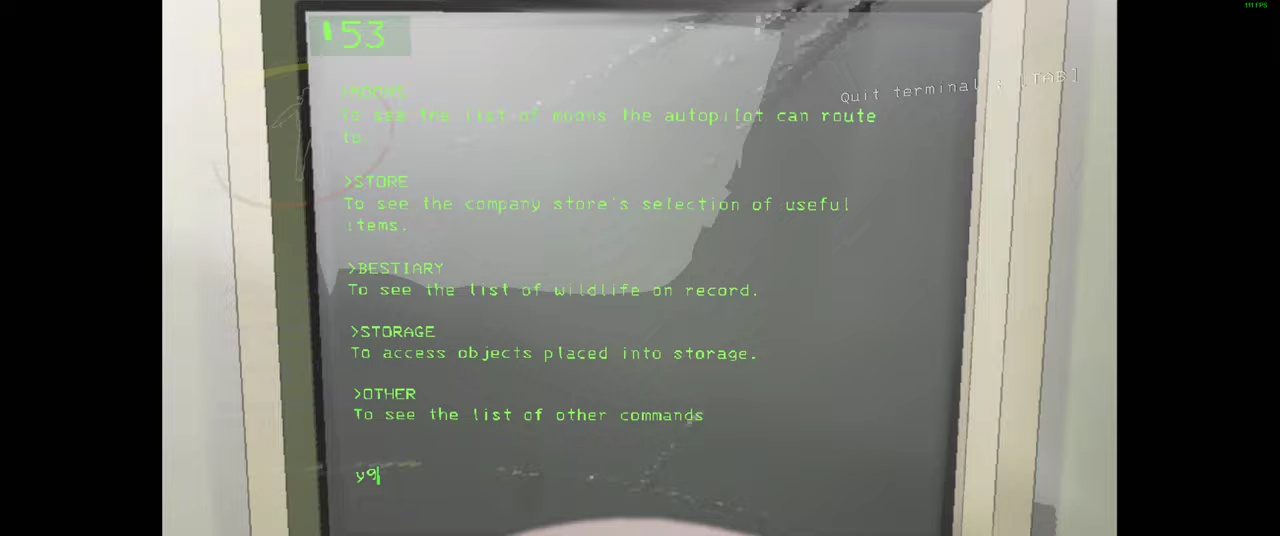 111 FPS
'53
Quit terminal : [TAB]
>MOONS
To see the list of moons the autopilot can route
to.
>STORE
To see the company store's selection of useful
items.
>BESTIARY
To see the list of wildlife on record.
>STORAGE
To access objects placed into storage.
>OTHER
To see the list of other commands
y9